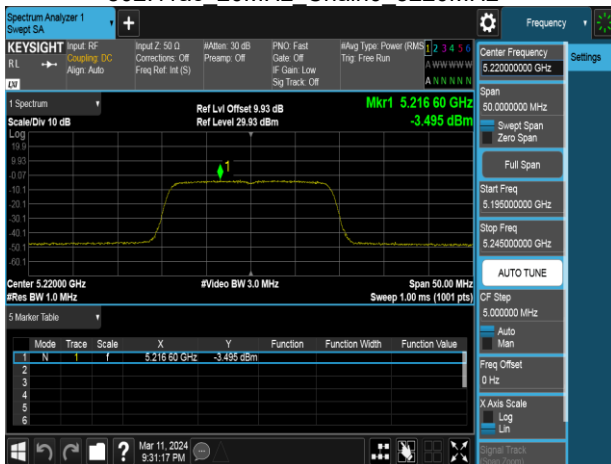 Spectrum Analyzer 1
Swept SA
+
Frequency
KEYSIGHT
RL
LXI
Input: RF
Coupling: DC
Align: Auto
Input Z: 50 Ω
Corrections: Off
Freq Ref: Int (S)
#Atten: 30 dB
Preamp: Off
PNO: Fast
Gate: Off
IF Gain: Low
Sig Track: Off
#Avg Type: Power (RMS
Trig: Free Run
1 2 3 4 5 6
A W W W W W
A N N N N N
Center Frequency
5.220000000 GHz
Settings
Span
50.0000000 MHz
Swept Span
Zero Span
Full Span
Start Freq
5.195000000 GHz
Stop Freq
5.245000000 GHz
AUTO TUNE
CF Step
5.000000 MHz
Auto
Man
Freq Offset
0 Hz
X Axis Scale
Log
Lin
Signal Track
(Span Zoom)
1 Spectrum
Scale/Div 10 dB
Ref Lvl Offset 9.93 dB
Ref Level 29.93 dBm
Mkr1 5.216 60 GHz
-3.495 dBm
Log
19.9
9.93
-0.07
-10.1
-20.1
-30.1
-40.1
-50.1
-60.1
1
Center 5.22000 GHz
#Res BW 1.0 MHz
#Video BW 3.0 MHz
Span 50.00 MHz
Sweep 1.00 ms (1001 pts)
5 Marker Table
Mode Trace Scale X Y Function Function Width Function Value
1 N 1 f 5.216 60 GHz -3.495 dBm
2
3
4
5
6
?
Mar 11, 2024
9:31:17 PM